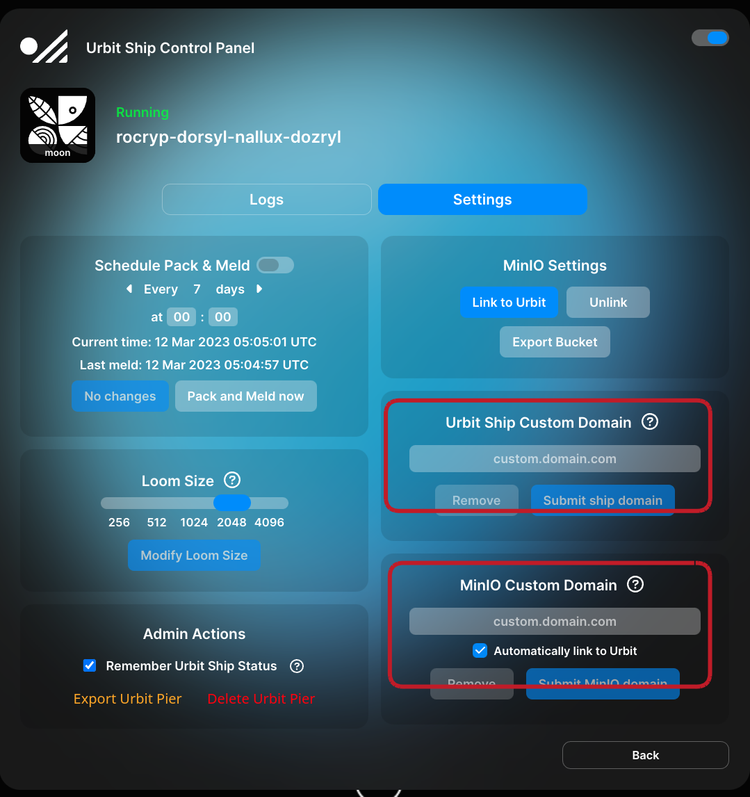 Urbit Ship Control Panel
moon
Running
rocryp-dorsyl-nallux-dozryl
Logs
Settings
Schedule Pack & Meld
Every 7 days
at 00 : 00
Current time: 12 Mar 2023 05:05:01 UTC
Last meld: 12 Mar 2023 05:04:57 UTC
No changes
Pack and Meld now
Loom Size ?
256 512 1024 2048 4096
Modify Loom Size
Admin Actions
Remember Urbit Ship Status ?
Export Urbit Pier
Delete Urbit Pier
MinIO Settings
Link to Urbit
Unlink
Export Bucket
Urbit Ship Custom Domain ?
custom.domain.com
Remove
Submit ship domain
MinIO Custom Domain ?
custom.domain.com
Automatically link to Urbit
Remove
Submit MinIO domain
Back